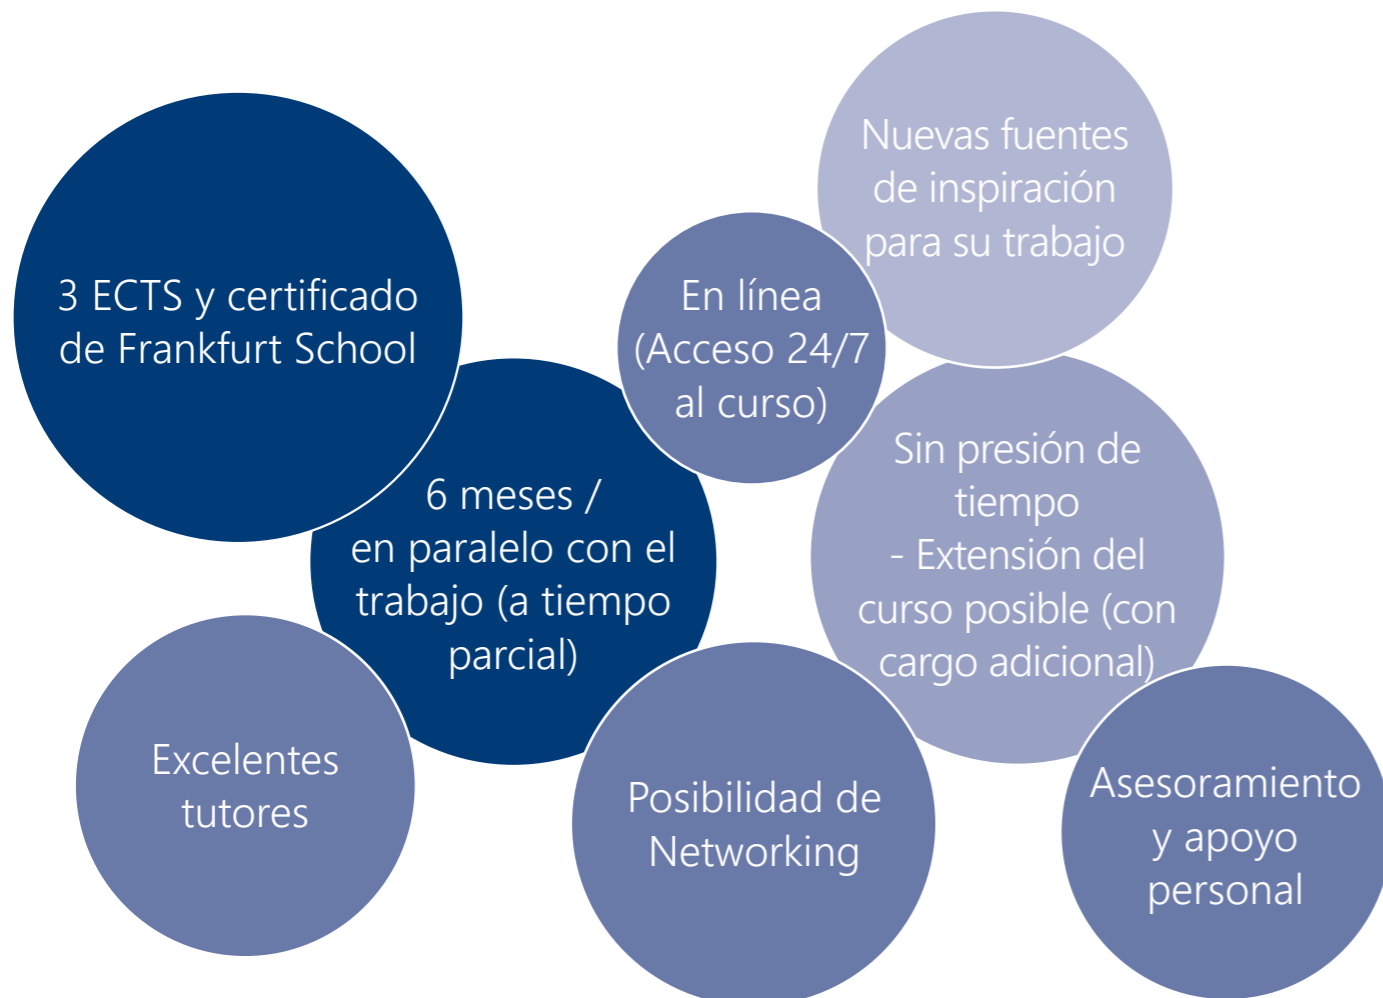 Nuevas fuentes
de inspiración
para su trabajo
3 ECTS y certificado
de Frankfurt School
En línea
(Acceso 24/7
al curso)
6 meses /
en paralelo con el
trabajo (a tiempo
parcial)
Sin presión de
tiempo
- Extensión del
curso posible (con
cargo adicional)
Excelentes
tutores
Posibilidad de
Networking
Asesoramiento
y apoyo
personal